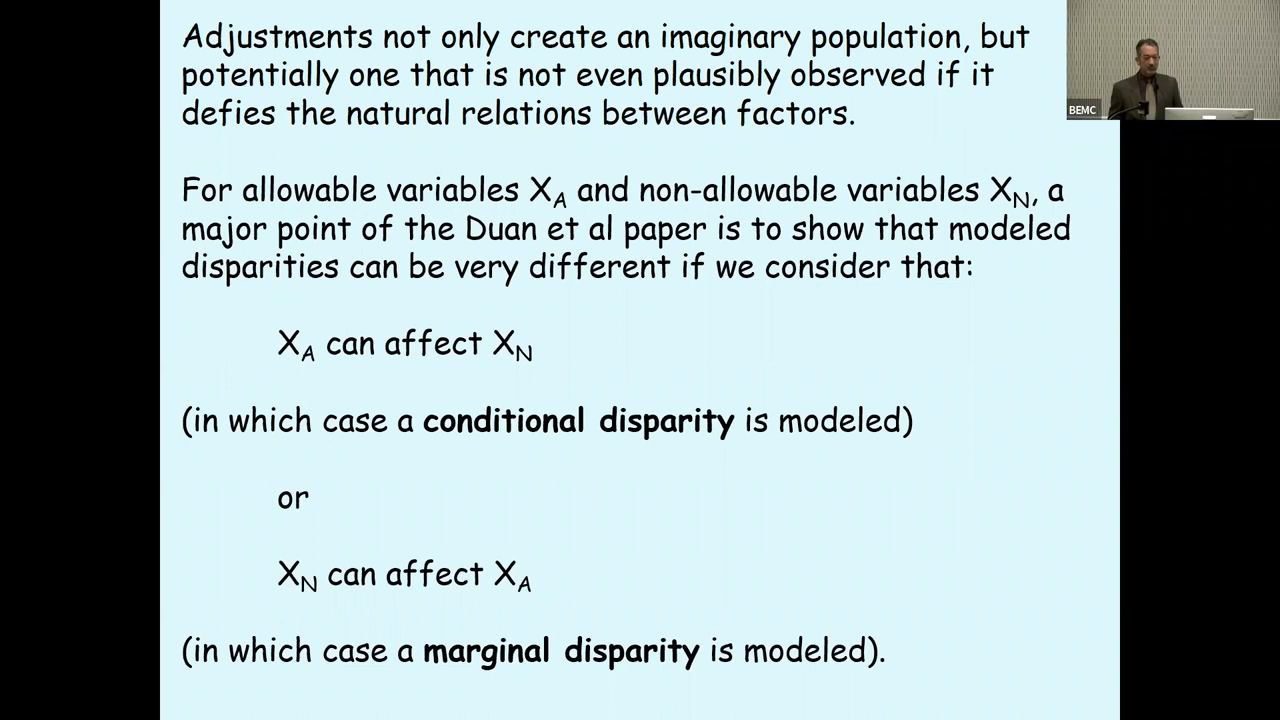 Adjustments not only create an imaginary population, but
potentially one that is not even plausibly observed if it
defies the natural relations between factors.
For allowable variables XA and non-allowable variables XN, a
major point of the Duan et al paper is to show that modeled
disparities can be very different if we consider that:
XA can affect XN
(in which case a conditional disparity is modeled)
or
XN can affect XA
(in which case a marginal disparity is modeled).
BEMC